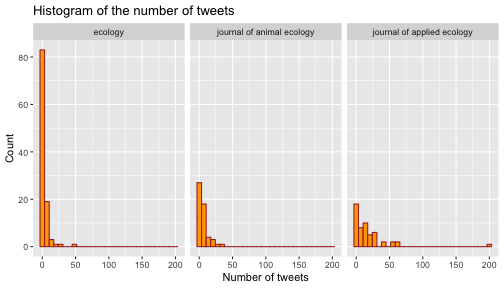 Histogram of the number of tweets
ecology
journal of animal ecology
journal of applied ecology
Count
80
60
40
20
0
0 50 100 150 200
0 50 100 150 200
0 50 100 150 200
Number of tweets